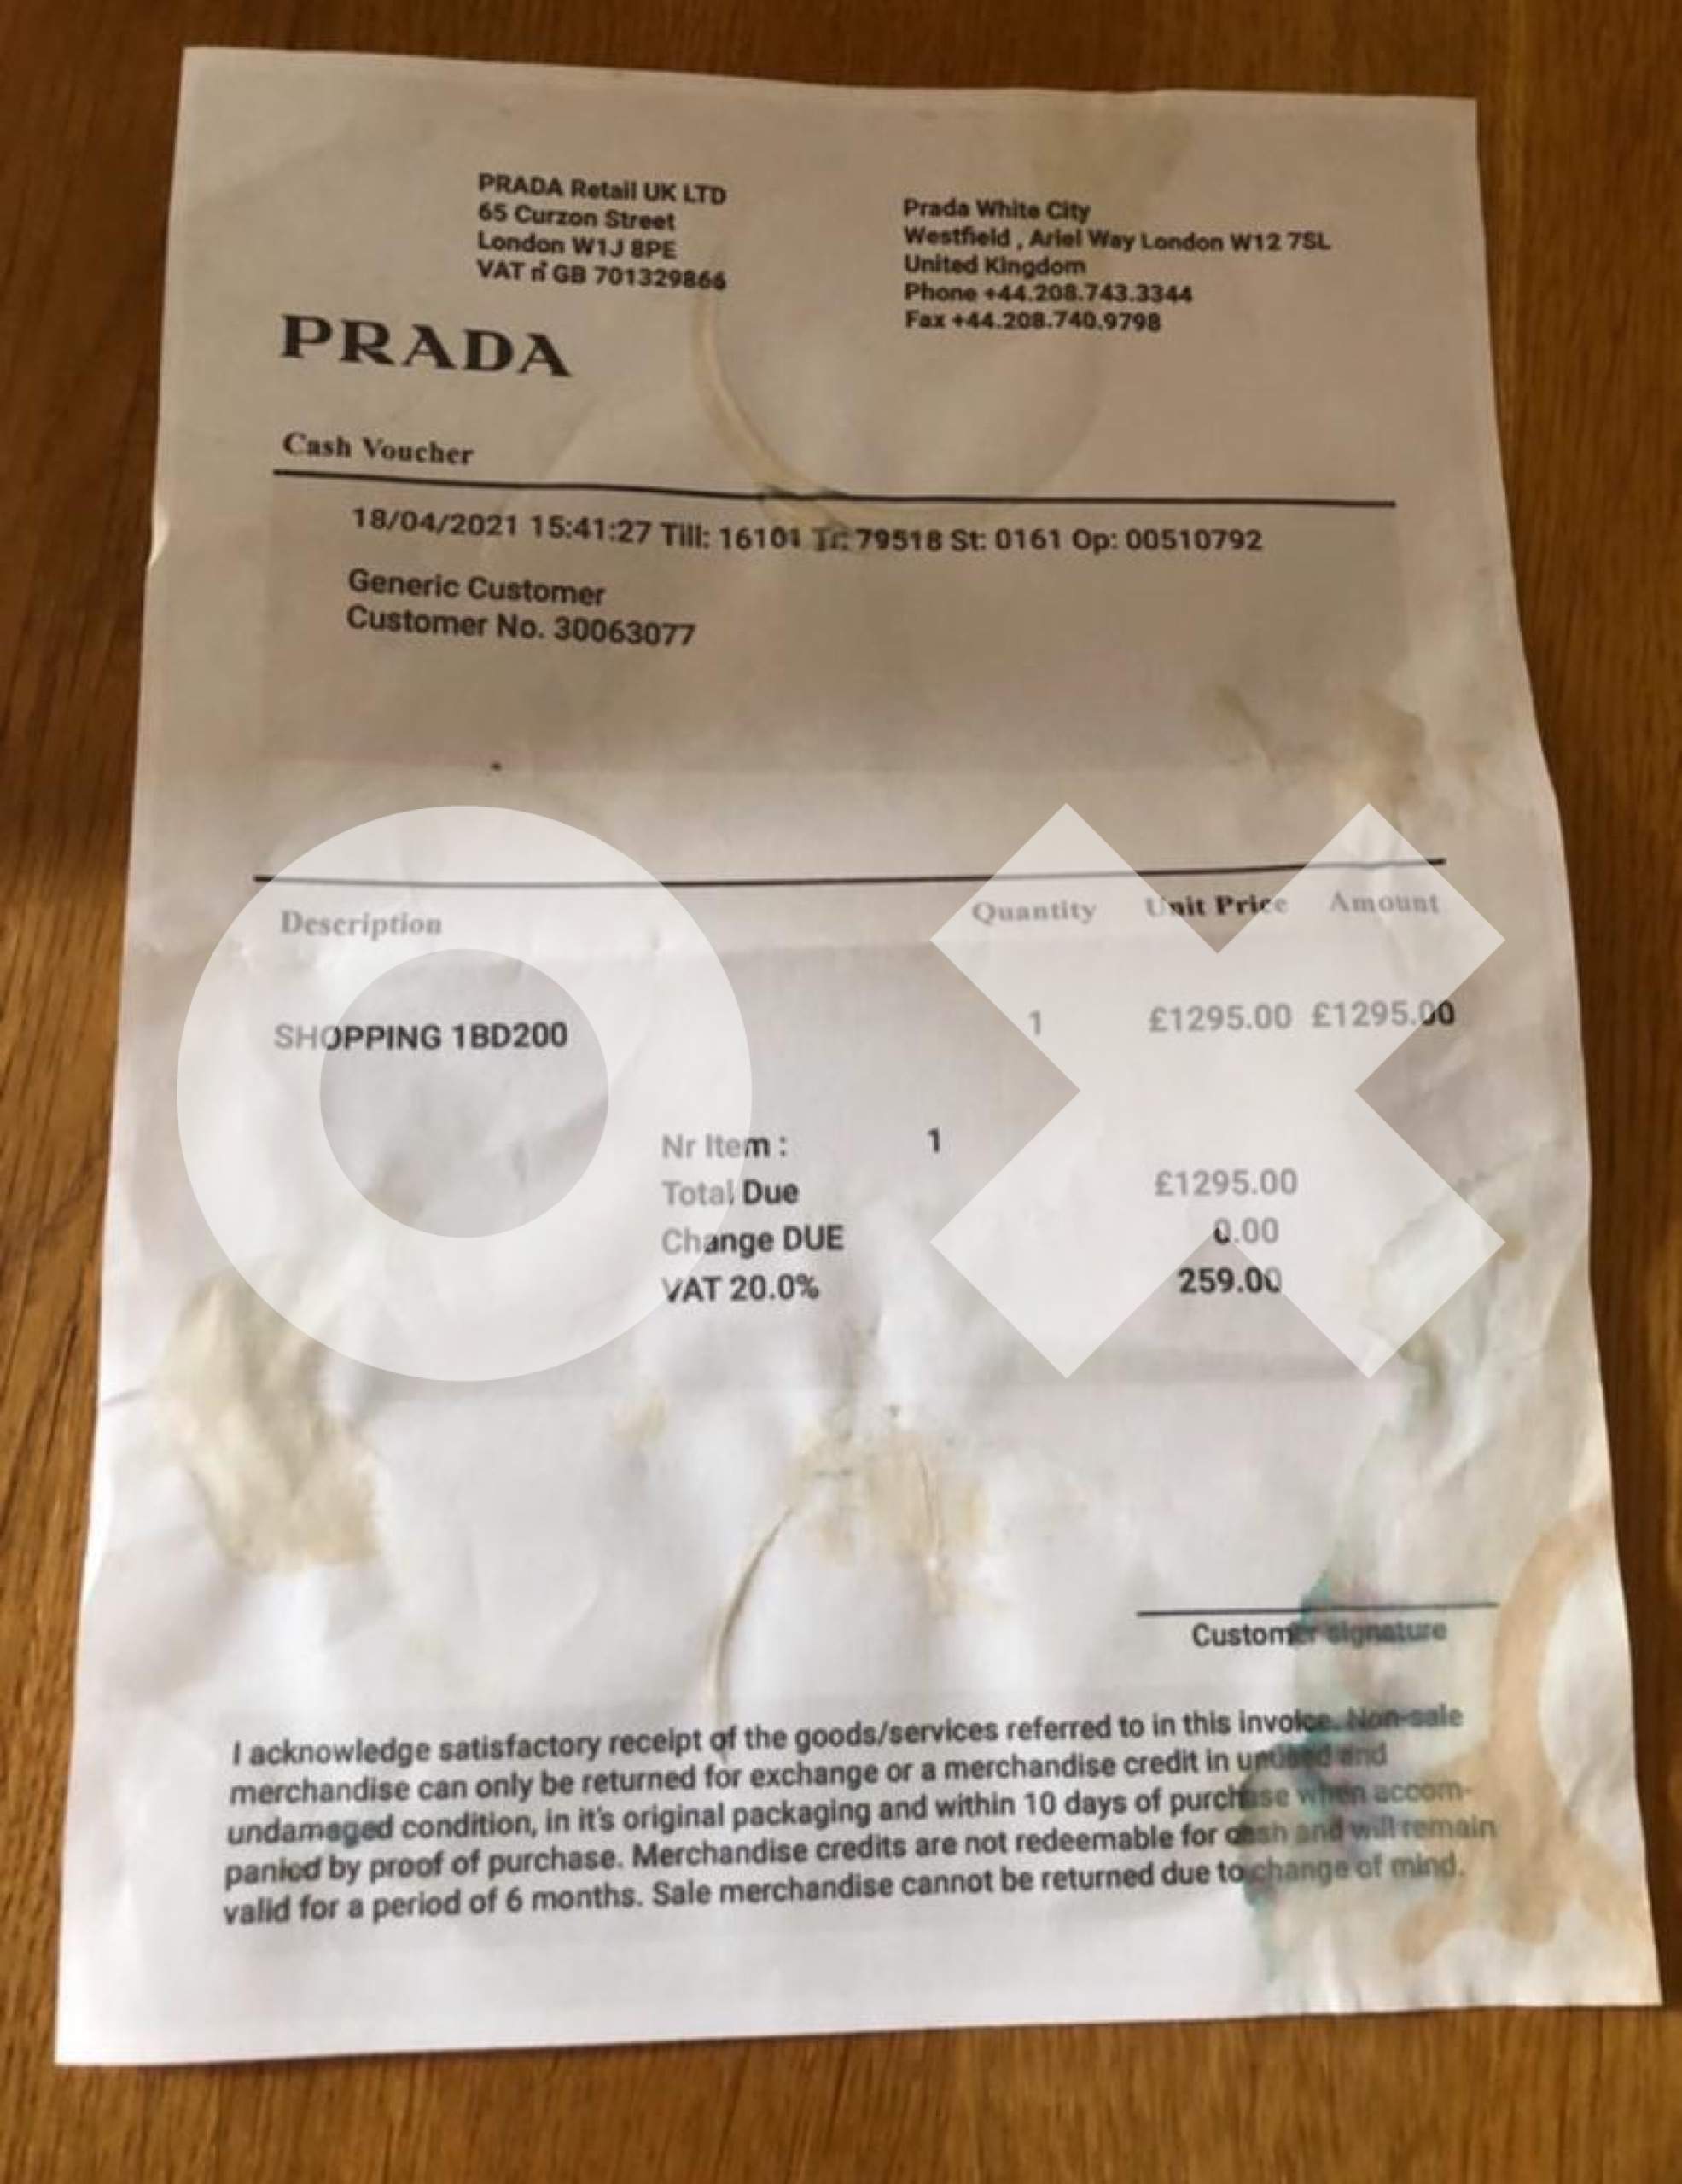 PRADA Retail UK LTD
65 Curzon Street
London W1J 8PE
VAT n° GB 701329866
Prada White City
Westfield , Ariel Way London W12 7SL
United Kingdom
Phone +44.208.743.3344
Fax +44.208.740.9798
PRADA
Cash Voucher
18/04/2021 15:41:27 Till: 16101 Tr: 79518 St: 0161 Op: 00510792
Generic Customer
Customer No. 30063077
Description Quantity Unit Price Amount
SHOPPING 1BD200 1 £1295.00 £1295.00
Nr Item : 1
Total Due £1295.00
Change DUE 0.00
VAT 20.0% 259.00
Customer signature
I acknowledge satisfactory receipt of the goods/services referred to in this invoice. Non-sale
merchandise can only be returned for exchange or a merchandise credit in unused and
undamaged condition, in it's original packaging and within 10 days of purchase when accom-
panied by proof of purchase. Merchandise credits are not redeemable for cash and will remain
valid for a period of 6 months. Sale merchandise cannot be returned due to change of mind.
OX